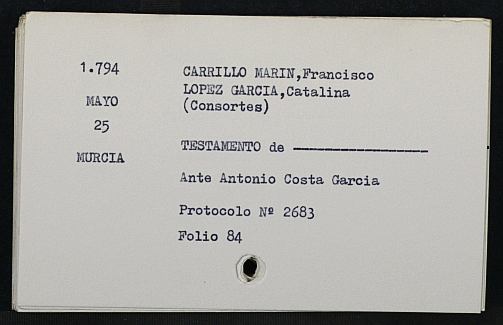 1.794
MAYO
25
MURCIA
CARRILLO MARIN,Francisco
LOPEZ GARCIA,Catalina
(Consortes)
TESTAMENTO de ------------------
Ante Antonio Costa Garcia
Protocolo Nº 2683
Folio 84